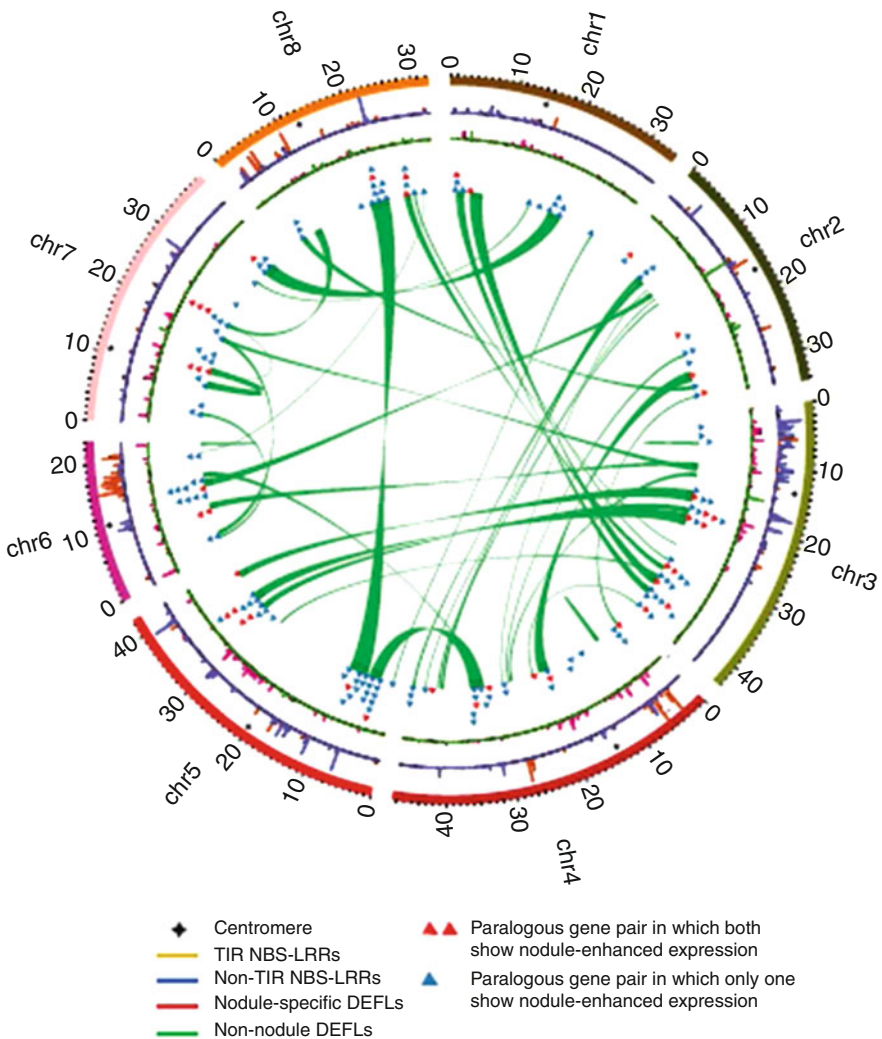 chr1
0
10
20
30
chr2
0
10
20
30
chr3
0
10
20
30
40
chr4
0
10
20
30
40
chr5
0
10
20
30
40
chr6
0
10
20
chr7
0
10
20
30
chr8
0
10
20
30
Centromere
TIR NBS-LRRs
Non-TIR NBS-LRRs
Nodule-specific DEFLs
Non-nodule DEFLs
Paralogous gene pair in which both
show nodule-enhanced expression
Paralogous gene pair in which only one
show nodule-enhanced expression